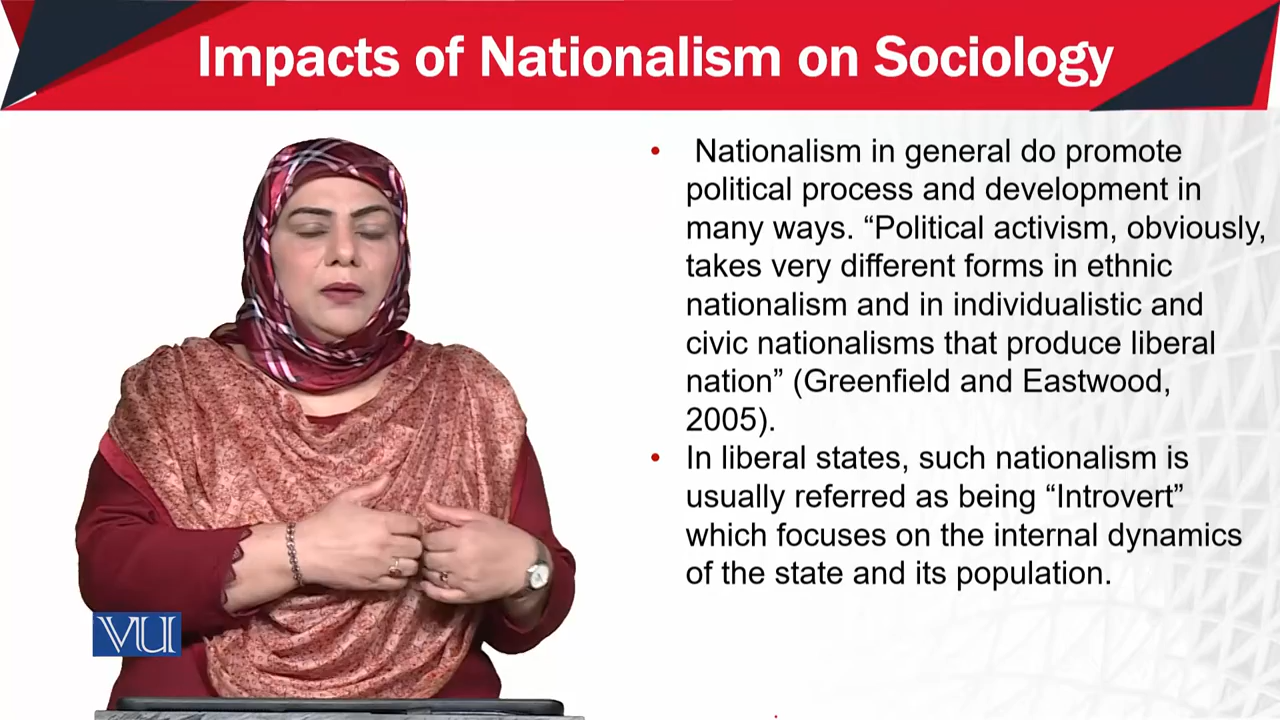 Impacts of Nationalism on Sociology
• Nationalism in general do promote
political process and development in
many ways. “Political activism, obviously,
takes very different forms in ethnic
nationalism and in individualistic and
civic nationalisms that produce liberal
nation” (Greenfield and Eastwood,
2005).
• In liberal states, such nationalism is
usually referred as being “Introvert”
which focuses on the internal dynamics
of the state and its population.
VU